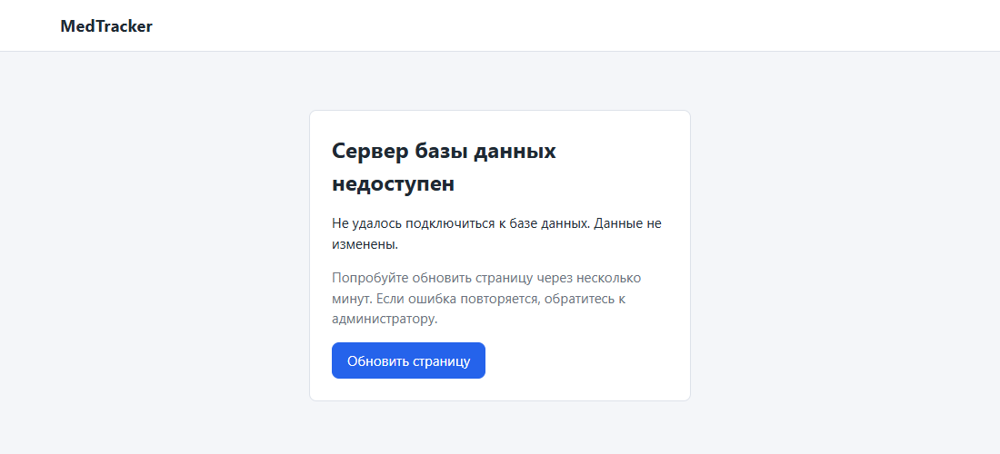 MedTracker
Сервер базы данных
недоступен
Не удалось подключиться к базе данных. Данные не
изменены.
Попробуйте обновить страницу через несколько
минут. Если ошибка повторяется, обратитесь к
администратору.
Обновить страницу